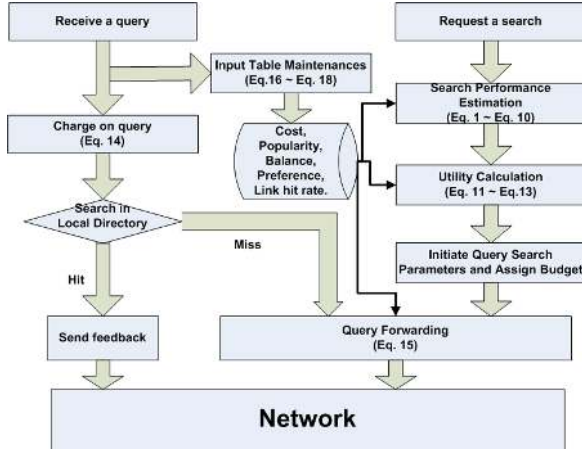 Receive a query
Request a search
Input Table Maintenances
(Eq.16 ~ Eq. 18)
Search Performance
Estimation
(Eq. 1 ~ Eq. 10)
Charge on query
(Eq. 14)
Cost,
Popularity,
Balance,
Preference,
Link hit rate.
Utility Calculation
(Eq. 11 ~ Eq.13)
Search in
Local Directory
Miss
Hit
Initiate Query Search
Parameters and Assign Budget
Send feedback
Query Forwarding
(Eq. 15)
Network